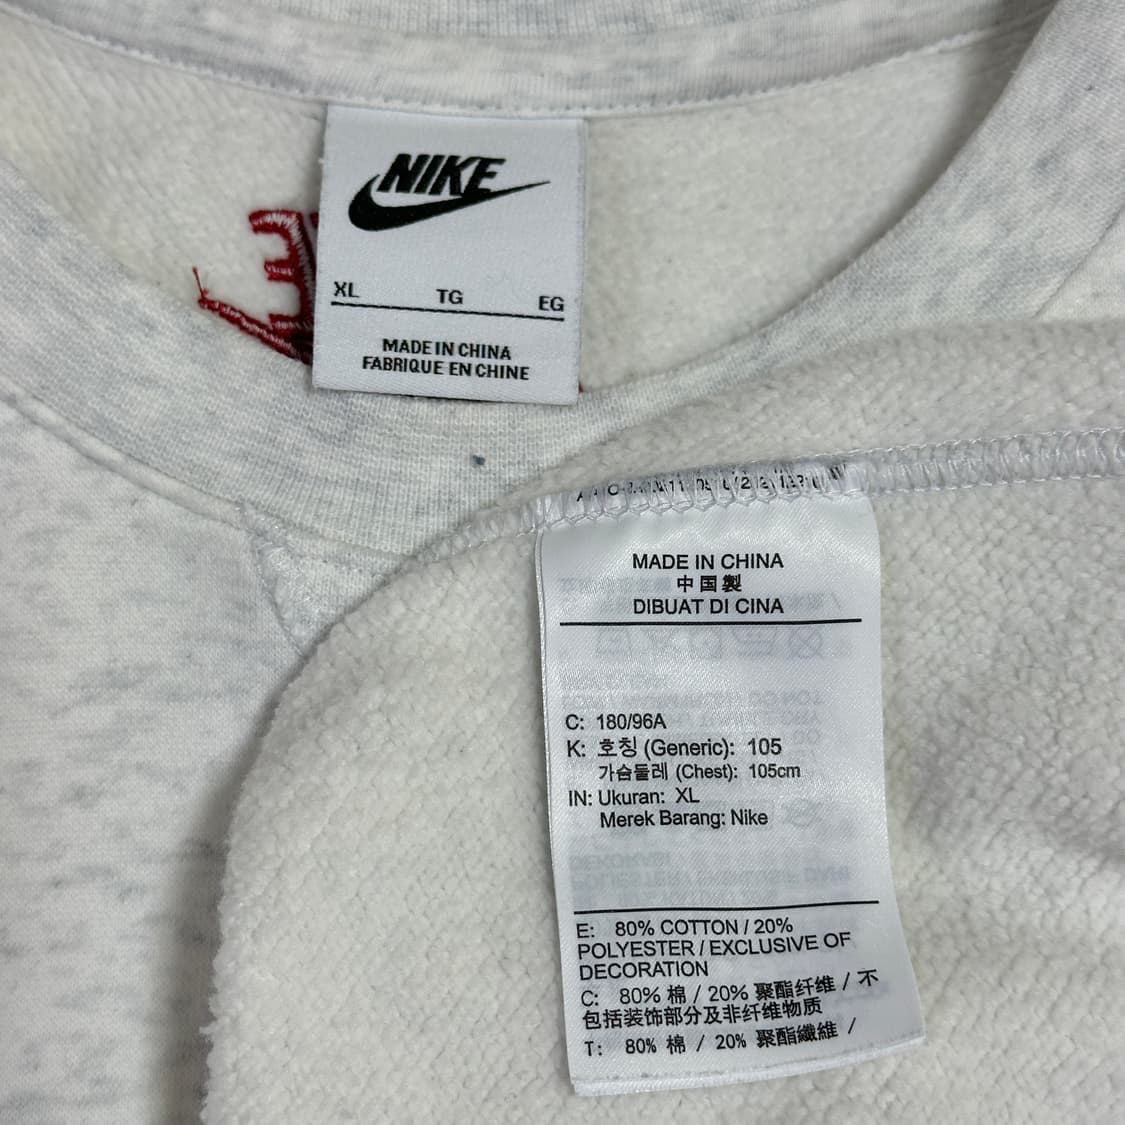 NIKE
XL TG EG
MADE IN CHINA
FABRIQUE EN CHINE
MADE IN CHINA
中国製
DIBUAT DI CINA
C: 180/96A
K: 호칭 (Generic): 105
가슴둘레 (Chest): 105cm
IN: Ukuran: XL
Merek Barang: Nike
E: 80% COTTON / 20%
POLYESTER / EXCLUSIVE OF
DECORATION
C: 80% 棉 / 20% 聚酯纤维 / 不
包括装饰部分及非纤维物质
T: 80% 棉 / 20% 聚酯纖維 /